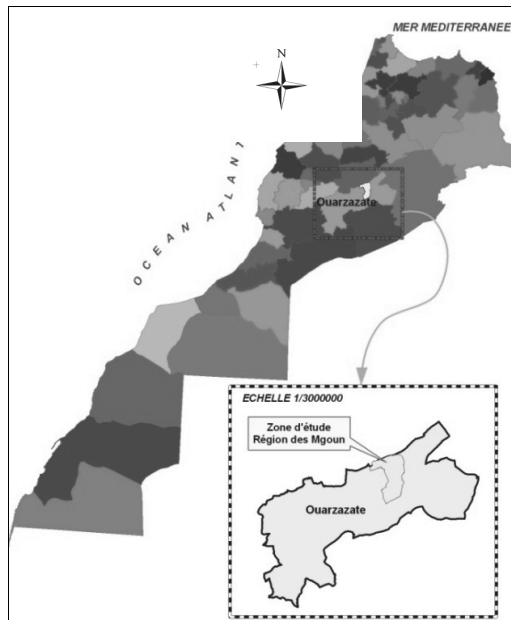 MER MEDITERRANEE
N
OCEAN ATLANT
Ouarzazate
ECHELLE 1/3000000
Zone d'étude
Région des Mgoun
Ouarzazate